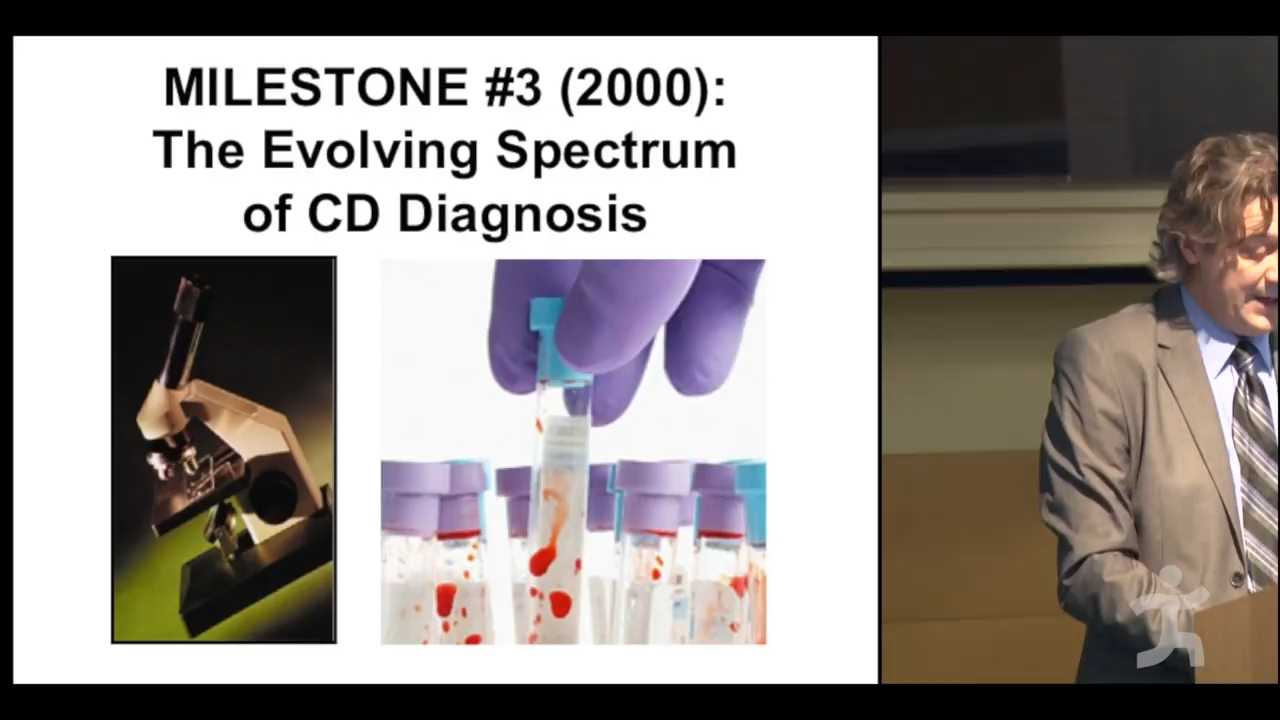 MILESTONE #3 (2000):
The Evolving Spectrum
of CD Diagnosis